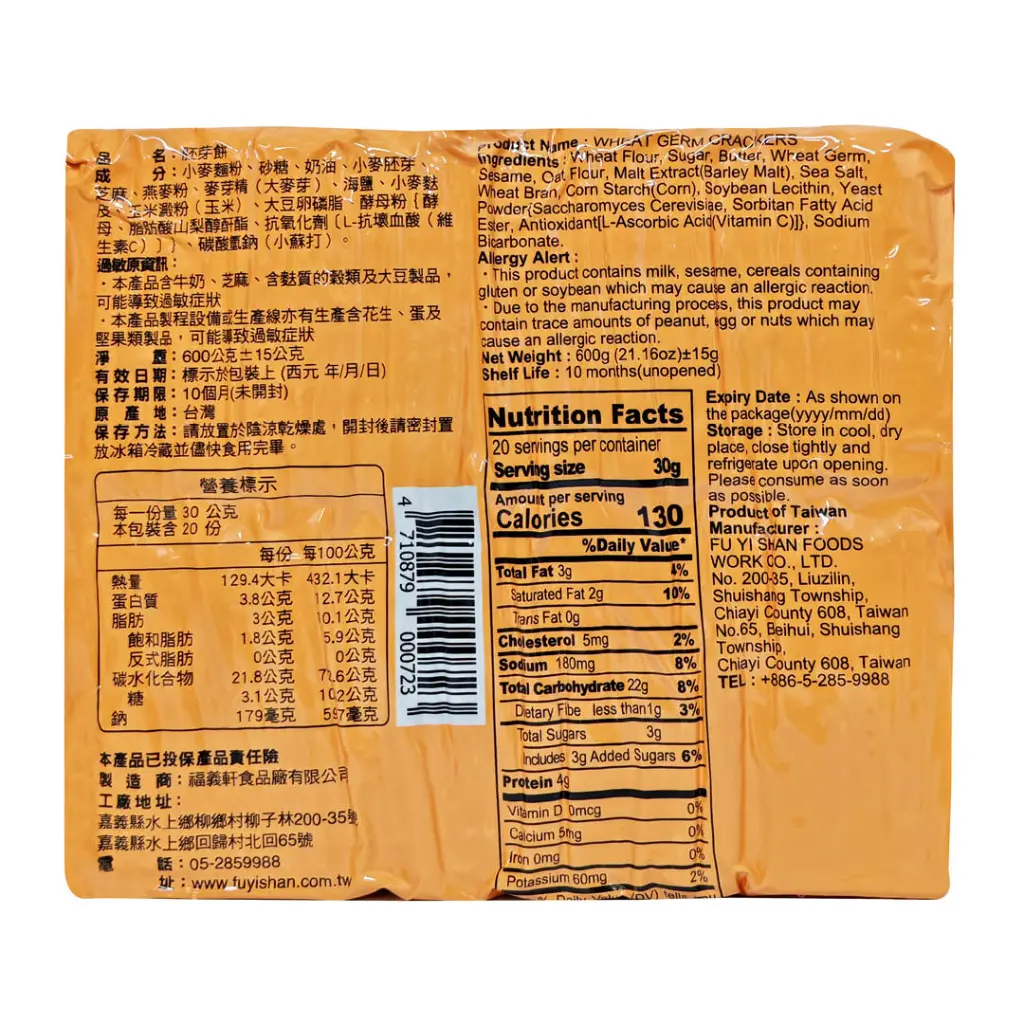 品 名：胚芽餅
成 分：小麥麵粉、砂糖、奶油、小麥胚芽、
芝麻、燕麥粉、麥芽精（大麥芽）、海鹽、小麥麩
及 玉米澱粉（玉米）、大豆卵磷脂、酵母粉｛酵
母、脂肪酸山梨醇酐酯、抗氧化劑〔L-抗壞血酸（維
生素C）〕｝、碳酸氫鈉（小蘇打）。
過敏原資訊：
・本產品含牛奶、芝麻、含麩質的穀類及大豆製品，
可能導致過敏症狀
・本產品製程設備或生產線亦有生產含花生、蛋及
堅果類製品，可能導致過敏症狀
淨 重：600公克±15公克
有效日期：標示於包裝上 (西元 年/月/日)
保存期限：10個月(未開封)
原 產 地：台灣
保存方法：請放置於陰涼乾燥處，開封後請密封置
放冰箱冷藏並儘快食用完畢。
營養標示
每一份量 30 公克
本包裝含 20 份
每份 每100公克
熱量 129.4大卡 432.1大卡
蛋白質 3.8公克 12.7公克
脂肪 3公克 10.1公克
飽和脂肪 1.8公克 5.9公克
反式脂肪 0公克 0公克
碳水化合物 21.8公克 .6公克
糖 3.1公克 10.2公克
鈉 179毫克 597毫克
本產品已投保產品責任險
製 造 商：福義軒食品廠有限公司
工廠地址：
嘉義縣水上鄉柳鄉村柳子林200-35號
嘉義縣水上鄉回歸村北回65號
電 話：05-2859988
址：www.fuyishan.com.tw
4 710879 000723
Product Name : WHEAT GERM CRACKERS
Ingredients : Wheat Flour, Sugar, Butter, Wheat Germ,
Sesame, Oat Flour, Malt Extract(Barley Malt), Sea Salt,
Wheat Bran, Corn Starch(Corn), Soybean Lecithin, Yeast
Powder{Saccharomyces Cerevisiae, Sorbitan Fatty Acid
Ester, Antioxidant[L-Ascorbic Acid(Vitamin C)]}, Sodium
Bicarbonate.
Allergy Alert :
・This product contains milk, sesame, cereals containing
gluten or soybean which may cause an allergic reaction.
・Due to the manufacturing process, this product may
contain trace amounts of peanut, egg or nuts which may
cause an allergic reaction.
Net Weight : 600g (21.16oz)±15g
Shelf Life : 10 months(unopened)
Nutrition Facts
20 servings per container
Serving size 30g
Amount per serving
Calories 130
%Daily Value*
Total Fat 3g 4%
Saturated Fat 2g 10%
Trans Fat 0g
Cholesterol 5mg 2%
Sodium 180mg 8%
Total Carbohydrate 22g 8%
Dietary Fibe less than1g 3%
Total Sugars 3g
Includes 3g Added Sugars 6%
Protein 4g
Vitamin D 0mcg 0%
Calcium 5mg 0%
Iron 0mg 0%
Potassium 60mg 2%
% Daily Value (DV) tells
Expiry Date : As shown on
the package(yyyy/mm/dd)
Storage : Store in cool, dry
place, close tightly and
refrigerate upon opening.
Please consume as soon
as possible.
Product of Taiwan
Manufacturer :
FU YI SHAN FOODS
WORK CO., LTD.
No. 200-35, Liuzilin,
Shuishang Township,
Chiayi County 608, Taiwan
No.65, Beihui, Shuishang
Township,
Chiayi County 608, Taiwan
TEL : +886-5-285-9988